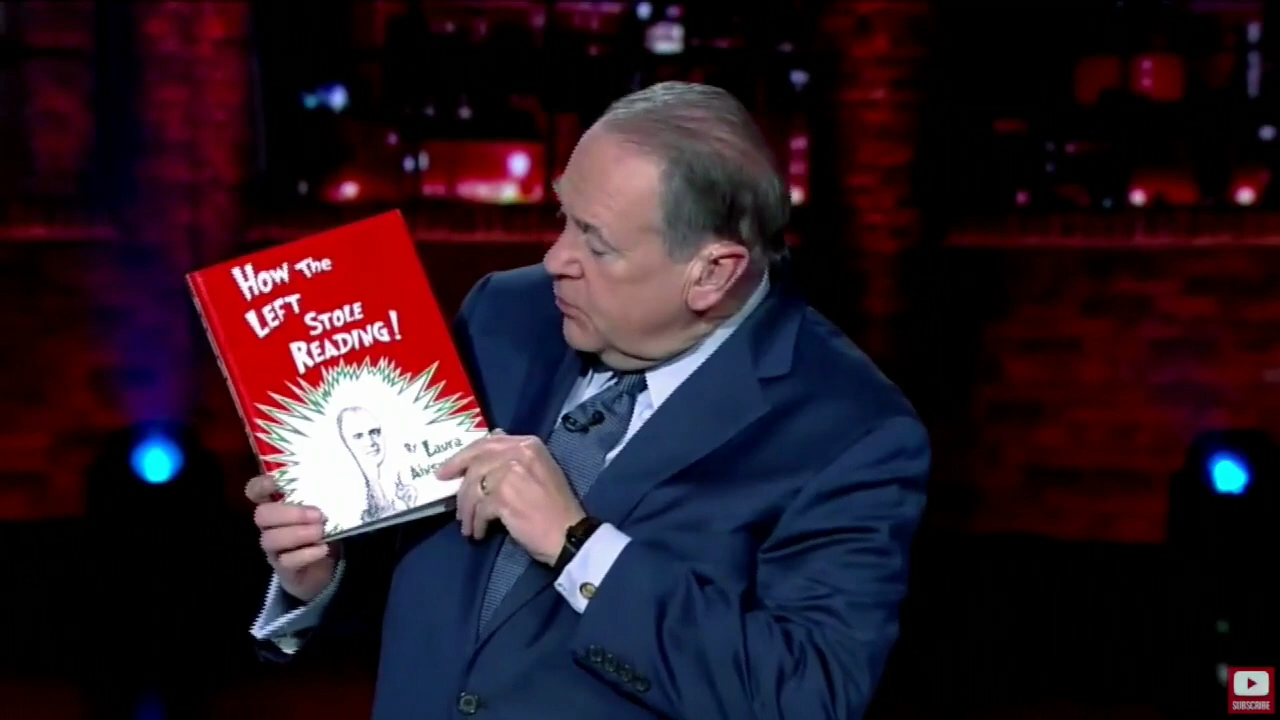 HOW THE
LEFT
STOLE
READING!
BY LAURA
SUBSCRIBE